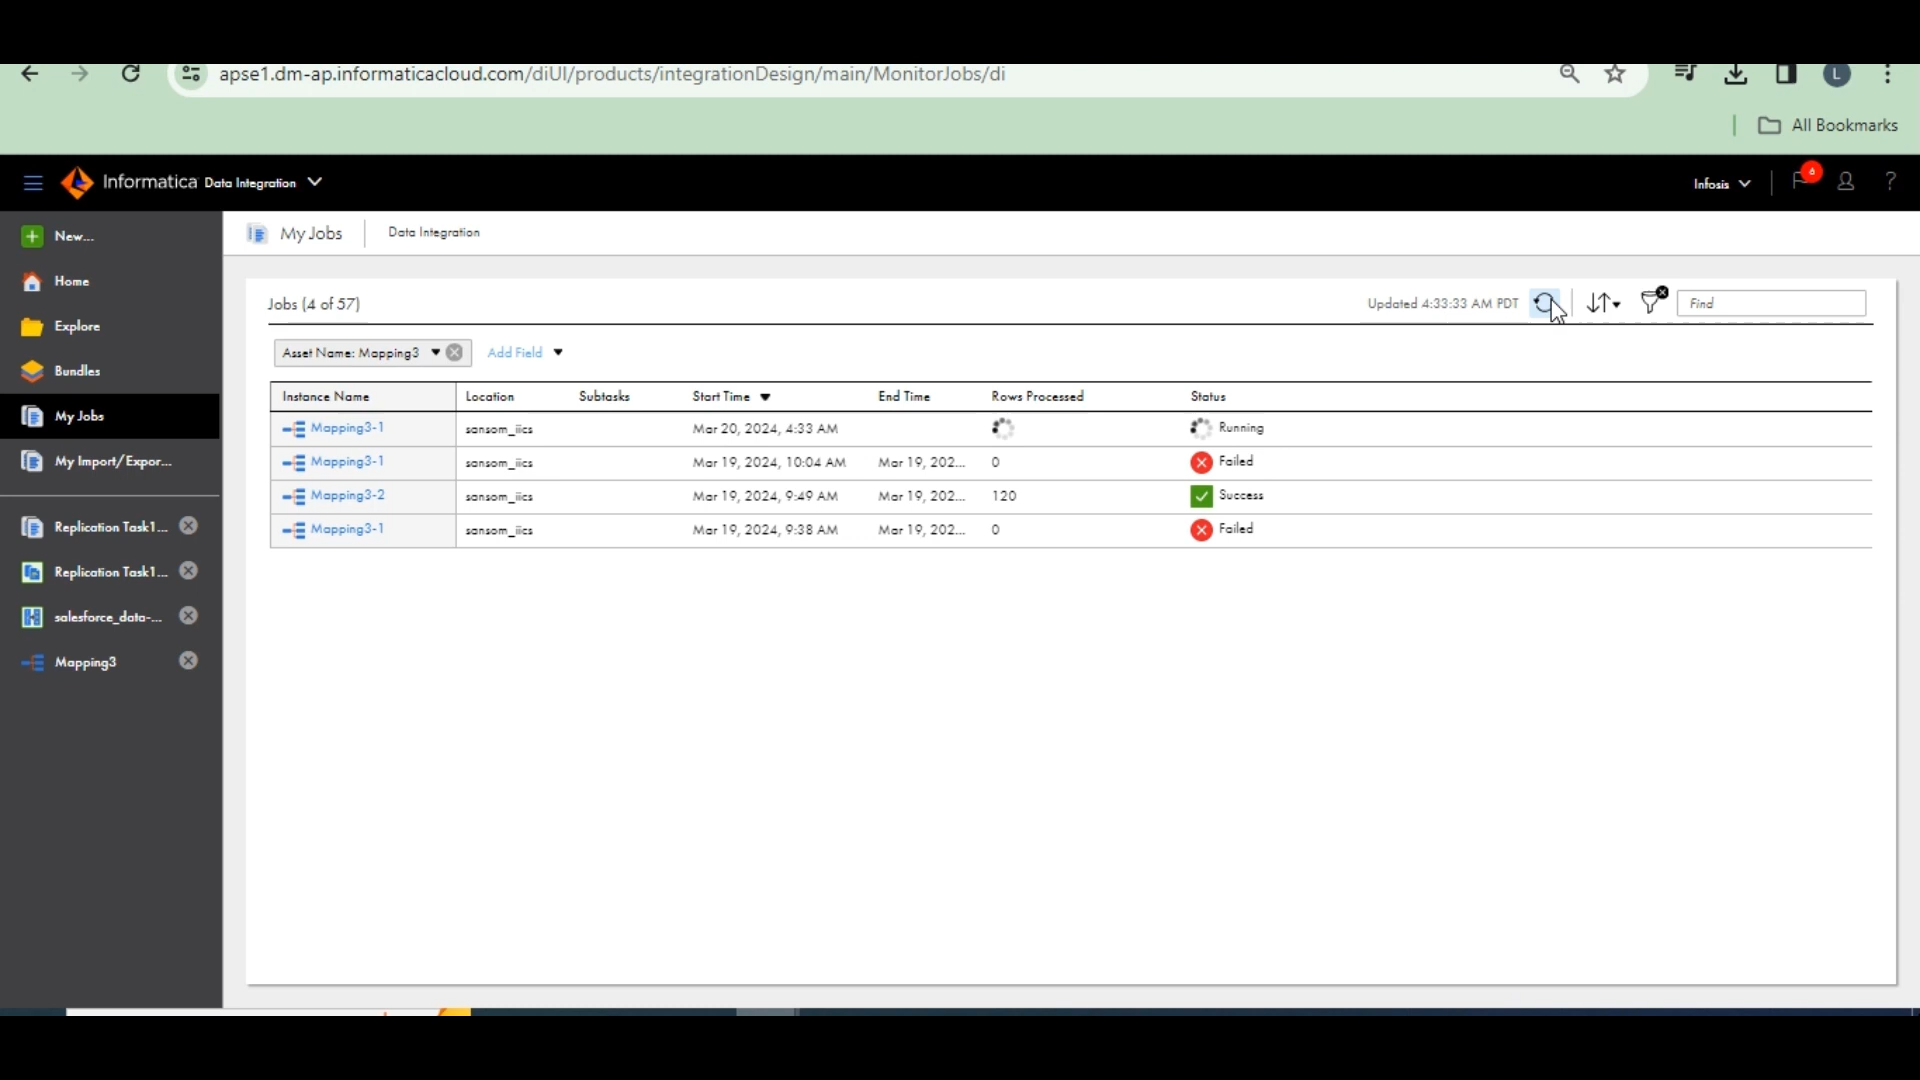 apse1.dm-ap.informaticacloud.com/diUI/products/integrationDesign/main/MonitorJobs/di
L
All Bookmarks
Informatica Data Integration
Infosis
6
?
New...
Home
Explore
Bundles
My Jobs
My Import/Expor...
Replication Task1...
Replication Task1...
salesforce_data-...
Mapping3
My Jobs
Data Integration
Jobs (4 of 57)
Updated 4:33:33 AM PDT
Find
Asset Name: Mapping3
Add Field
Instance Name Location Subtasks Start Time End Time Rows Processed Status
Mapping3-1 sansom_iics Mar 20, 2024, 4:33 AM Running
Mapping3-1 sansom_iics Mar 19, 2024, 10:04 AM Mar 19, 202... 0 Failed
Mapping3-2 sansom_iics Mar 19, 2024, 9:49 AM Mar 19, 202... 120 Success
Mapping3-1 sansom_iics Mar 19, 2024, 9:38 AM Mar 19, 202... 0 Failed